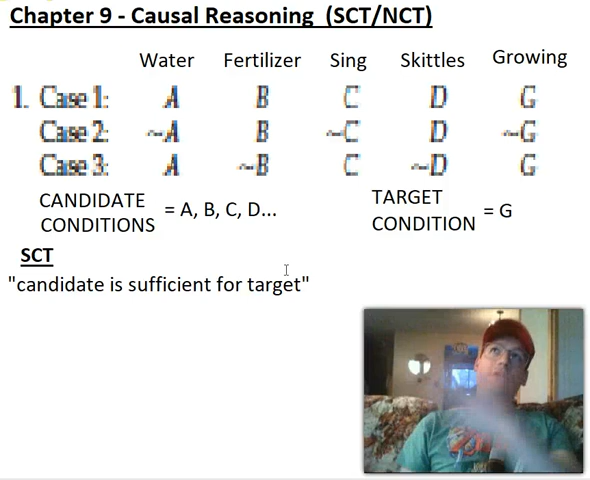 Chapter 9 - Causal Reasoning (SCT/NCT)
Water Fertilizer Sing Skittles Growing
1. Case 1: A B C D G
Case 2: ~A B ~C D ~G
Case 3: A ~B C ~D G
CANDIDATE CONDITIONS = A, B, C, D...
TARGET CONDITION = G
SCT
"candidate is sufficient for target"